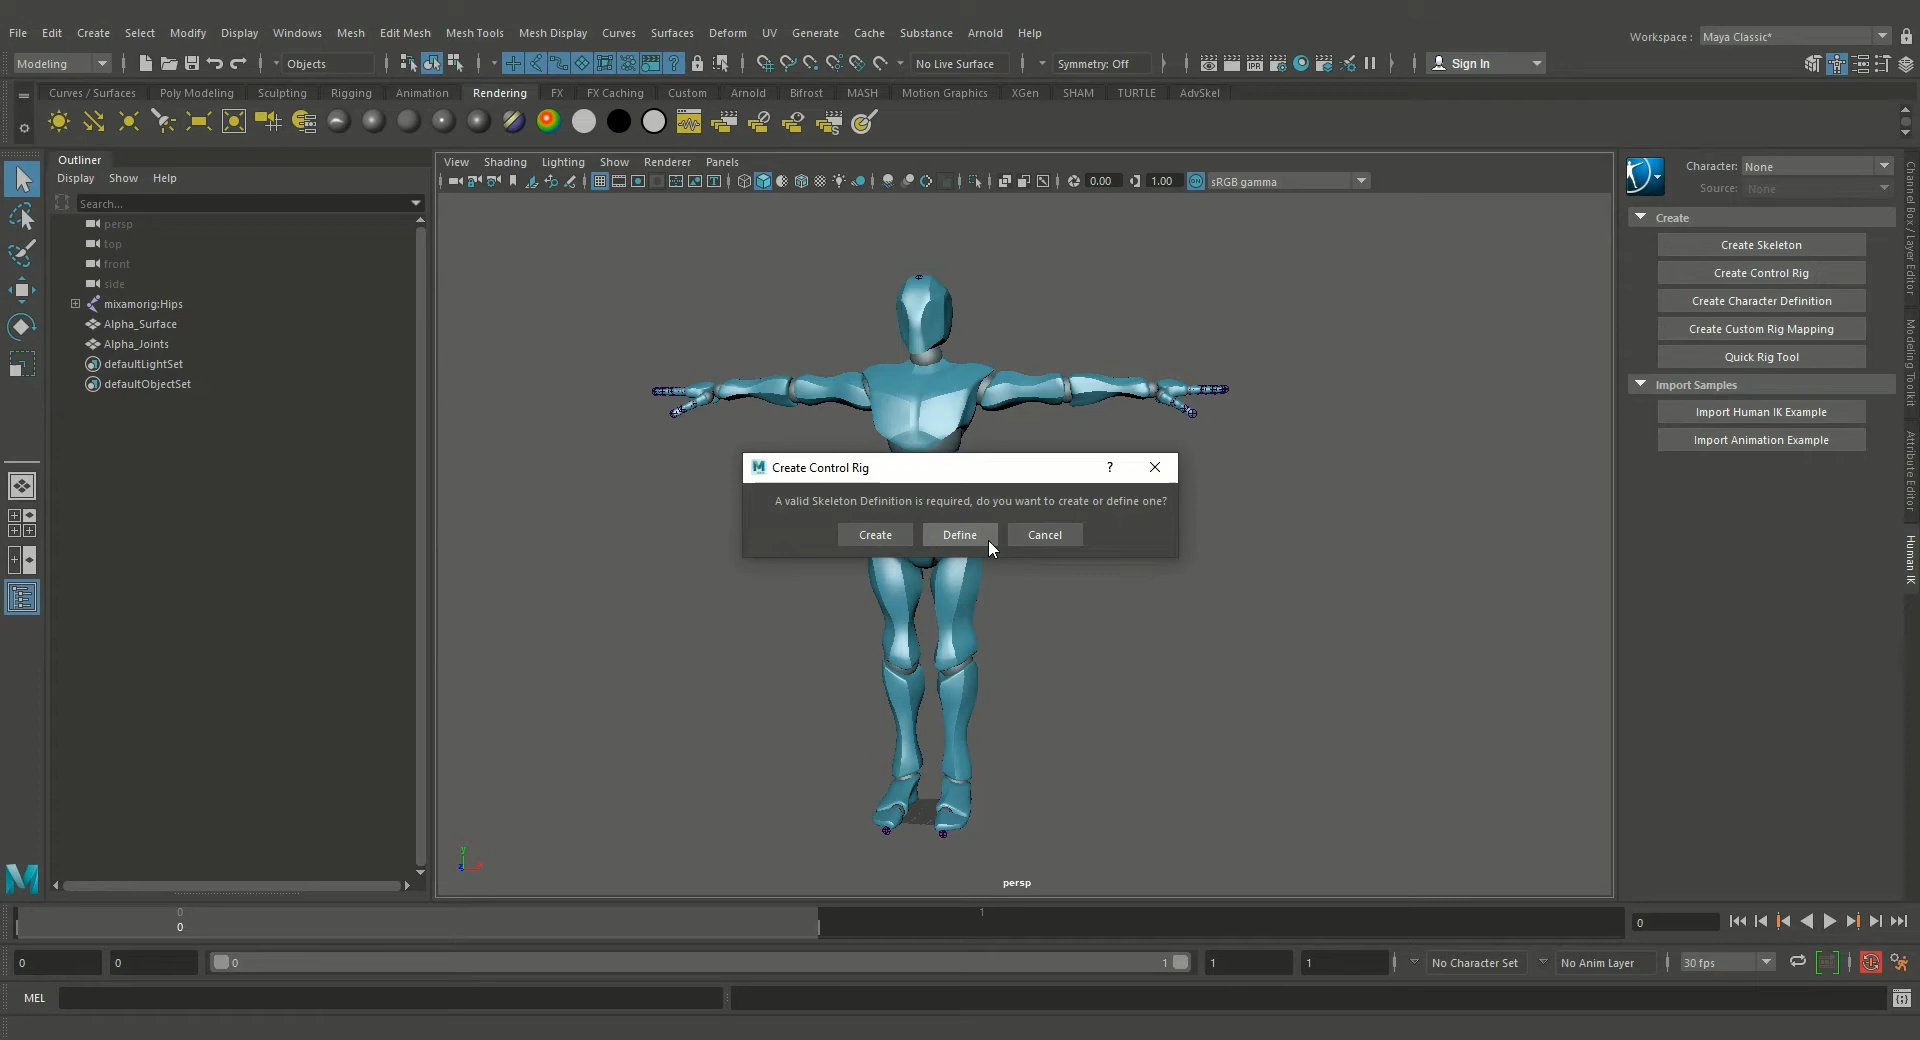 File Edit Create Select Modify Display Windows Mesh Edit Mesh Mesh Tools Mesh Display Curves Surfaces Deform UV Generate Cache Substance Arnold Help
Workspace : Maya Classic*
Modeling Objects No Live Surface Symmetry: Off Sign In
Curves / Surfaces Poly Modeling Sculpting Rigging Animation Rendering FX FX Caching Custom Arnold Bifrost MASH Motion Graphics XGen SHAM TURTLE AdvSkel
Outliner
Display Show Help
Search...
persp
top
front
side
mixamorig:Hips
Alpha_Surface
Alpha_Joints
defaultLightSet
defaultObjectSet
View Shading Lighting Show Renderer Panels
0.00 1.00 ON sRGB gamma
Create Control Rig ?
A valid Skeleton Definition is required, do you want to create or define one?
Create Define Cancel
y
persp
Character: None
Source: None
Create
Create Skeleton
Create Control Rig
Create Character Definition
Create Custom Rig Mapping
Quick Rig Tool
Import Samples
Import Human IK Example
Import Animation Example
Channel Box / Layer Editor
Modeling Toolkit
Attribute Editor
Human IK
0 1
0
0
0 0 0 1 1 1 No Character Set No Anim Layer 30 fps
MEL